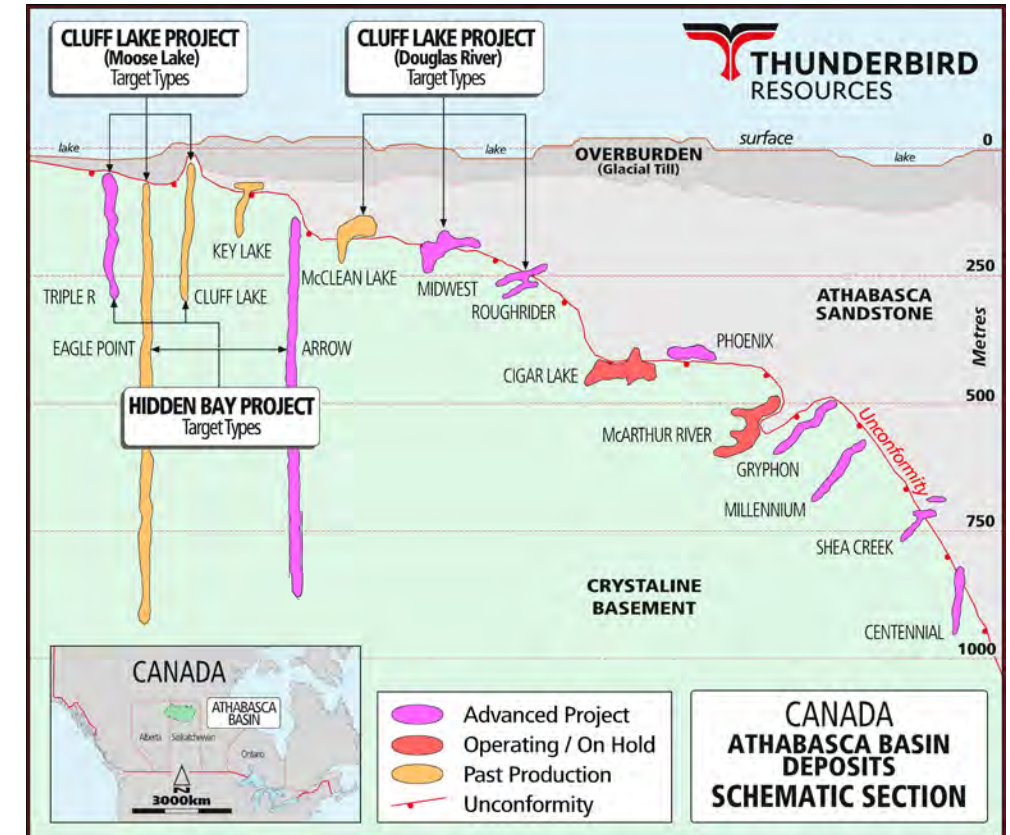 CLUFF LAKE PROJECT
(Moose Lake)
Target Types
CLUFF LAKE PROJECT
(Douglas River)
Target Types
THUNDERBIRD
RESOURCES
lake
lake
surface
0
OVERBURDEN
(Glacial Till)
lake
KEY LAKE
McCLEAN LAKE
MIDWEST
250
TRIPLE R
CLUFF LAKE
ROUGHRIDER
ATHABASCA
SANDSTONE
Metres
EAGLE POINT
ARROW
PHOENIX
CIGAR LAKE
HIDDEN BAY PROJECT
Target Types
500
McARTHUR RIVER
Unconformity
GRYPHON
MILLENNIUM
750
SHEA CREEK
CRYSTALINE
BASEMENT
CENTENNIAL
1000
CANADA
ATHABASCA
BASIN
Alberta
Saskatchewan
Ontario
N
3000km
Advanced Project
Operating / On Hold
Past Production
Unconformity
CANADA
ATHABASCA BASIN
DEPOSITS
SCHEMATIC SECTION